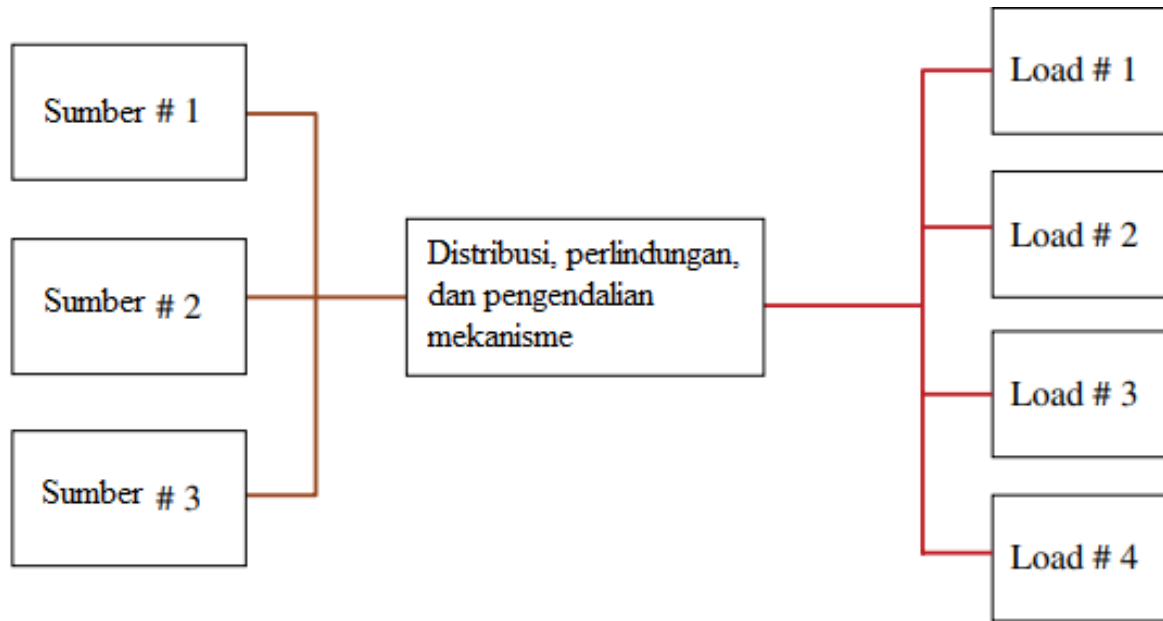 Sumber # 1
Sumber # 2
Sumber # 3
Distribusi, perlindungan,
dan pengendalian
mekanisme
Load # 1
Load # 2
Load # 3
Load # 4